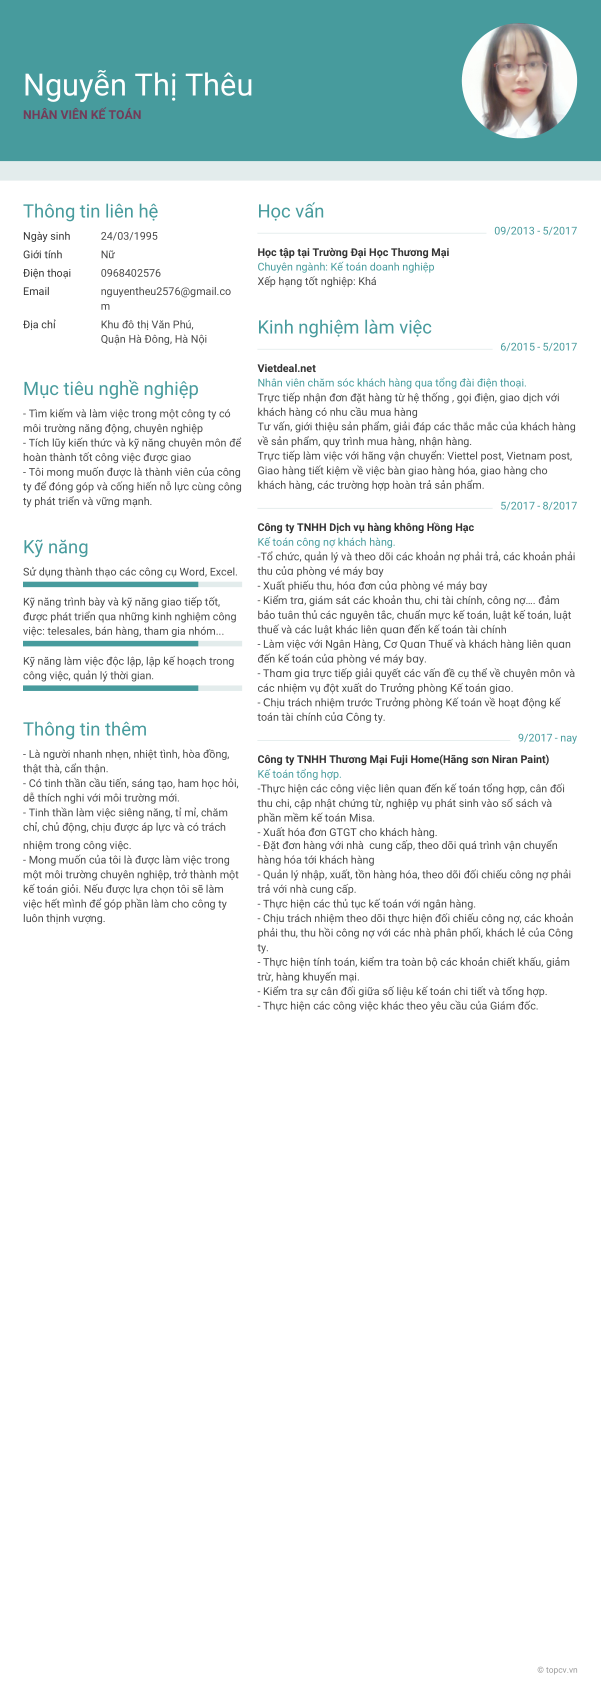 Nguyễn Thị Thêu
NHÂN VIÊN KẾ TOÁN
Thông tin liên hệ
Ngày sinh 24/03/1995
Giới tính Nữ
Điện thoại 0968402576
Email nguyentheu2576@gmail.co
m
Địa chỉ Khu đô thị Văn Phú,
Quận Hà Đông, Hà Nội
Mục tiêu nghề nghiệp
- Tìm kiếm và làm việc trong một công ty có
môi trường năng động, chuyên nghiệp
- Tích lũy kiến thức và kỹ năng chuyên môn để
hoàn thành tốt công việc được giao
- Tôi mong muốn được là thành viên của công
ty để đóng góp và cống hiến nỗ lực cùng công
ty phát triển và vững mạnh.
Kỹ năng
Sử dụng thành thạo các công cụ Word, Excel.
Kỹ năng trình bày và kỹ năng giao tiếp tốt,
được phát triển qua những kinh nghiệm công
việc: telesales, bán hàng, tham gia nhóm...
Kỹ năng làm việc độc lập, lập kế hoạch trong
công việc, quản lý thời gian.
Thông tin thêm
- Là người nhanh nhẹn, nhiệt tình, hòa đồng,
thật thà, cẩn thận.
- Có tinh thần cầu tiến, sáng tạo, ham học hỏi,
dễ thích nghi với môi trường mới.
- Tinh thần làm việc siêng năng, tỉ mỉ, chăm
chỉ, chủ động, chịu được áp lực và có trách
nhiệm trong công việc.
- Mong muốn của tôi là được làm việc trong
một môi trường chuyên nghiệp, trở thành một
kế toán giỏi. Nếu được lựa chọn tôi sẽ làm
việc hết mình để góp phần làm cho công ty
luôn thịnh vượng.
Học vấn
09/2013 - 5/2017
Học tập tại Trường Đại Học Thương Mại
Chuyên ngành: Kế toán doanh nghiệp
Xếp hạng tốt nghiệp: Khá
Kinh nghiệm làm việc
6/2015 - 5/2017
Vietdeal.net
Nhân viên chăm sóc khách hàng qua tổng đài điện thoại.
Trực tiếp nhận đơn đặt hàng từ hệ thống , gọi điện, giao dịch với
khách hàng có nhu cầu mua hàng
Tư vấn, giới thiệu sản phẩm, giải đáp các thắc mắc của khách hàng
về sản phẩm, quy trình mua hàng, nhận hàng.
Trực tiếp làm việc với hãng vận chuyển: Viettel post, Vietnam post,
Giao hàng tiết kiệm về việc bàn giao hàng hóa, giao hàng cho
khách hàng, các trường hợp hoàn trả sản phẩm.
5/2017 - 8/2017
Công ty TNHH Dịch vụ hàng không Hồng Hạc
Kế toán công nợ khách hàng.
-Tổ chức, quản lý và theo dõi các khoản nợ phải trả, các khoản phải
thu của phòng vé máy bay
- Xuất phiếu thu, hóa đơn của phòng vé máy bay
- Kiểm tra, giám sát các khoản thu, chi tài chính, công nợ.... đảm
bảo tuân thủ các nguyên tắc, chuẩn mực kế toán, luật kế toán, luật
thuế và các luật khác liên quan đến kế toán tài chính
- Làm việc với Ngân Hàng, Cơ Quan Thuế và khách hàng liên quan
đến kế toán của phòng vé máy bay.
- Tham gia trực tiếp giải quyết các vấn đề cụ thể về chuyên môn và
các nhiệm vụ đột xuất do Trưởng phòng Kế toán giao.
- Chịu trách nhiệm trước Trưởng phòng Kế toán về hoạt động kế
toán tài chính của Công ty.
9/2017 - nay
Công ty TNHH Thương Mại Fuji Home(Hãng sơn Niran Paint)
Kế toán tổng hợp.
-Thực hiện các công việc liên quan đến kế toán tổng hợp, cân đối
thu chi, cập nhật chứng từ, nghiệp vụ phát sinh vào sổ sách và
phần mềm kế toán Misa.
- Xuất hóa đơn GTGT cho khách hàng.
- Đặt đơn hàng với nhà  cung cấp, theo dõi quá trình vận chuyển
hàng hóa tới khách hàng
- Quản lý nhập, xuất, tồn hàng hóa, theo dõi đối chiếu công nợ phải
trả với nhà cung cấp.
- Thực hiện các thủ tục kế toán với ngân hàng.
- Chịu trách nhiệm theo dõi thực hiện đối chiếu công nợ, các khoản
phải thu, thu hồi công nợ với các nhà phân phối, khách lẻ của Công
ty.
- Thực hiện tính toán, kiểm tra toàn bộ các khoản chiết khấu, giảm
trừ, hàng khuyến mại.
- Kiểm tra sự cân đối giữa số liệu kế toán chi tiết và tổng hợp.
- Thực hiện các công việc khác theo yêu cầu của Giám đốc.
© topcv.vn